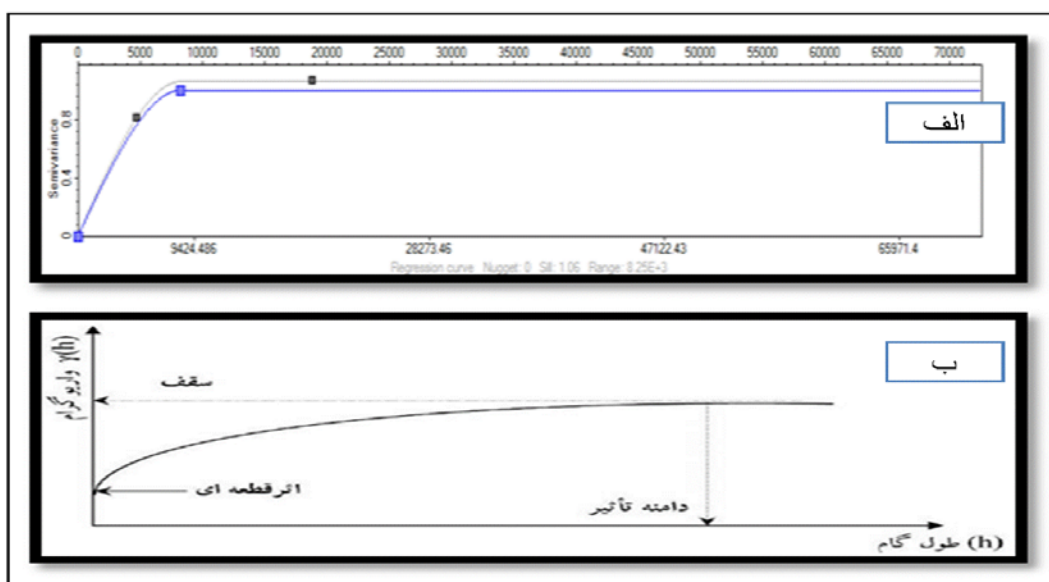 0 5000 10000 15000 20000 25000 30000 35000 40000 45000 50000 55000 60000 65000 70000
الف
Semivariance
0.8
0.4
0
9424.486 28273.46 47122.43 65971.4
Regression curve Nugget: 0 Sill: 1.06 Range: 8.25E+3
ب
واریوگرام γ(h)
سقف
اثرقطعه ای
دامنه تأثیر
طول گام (h)